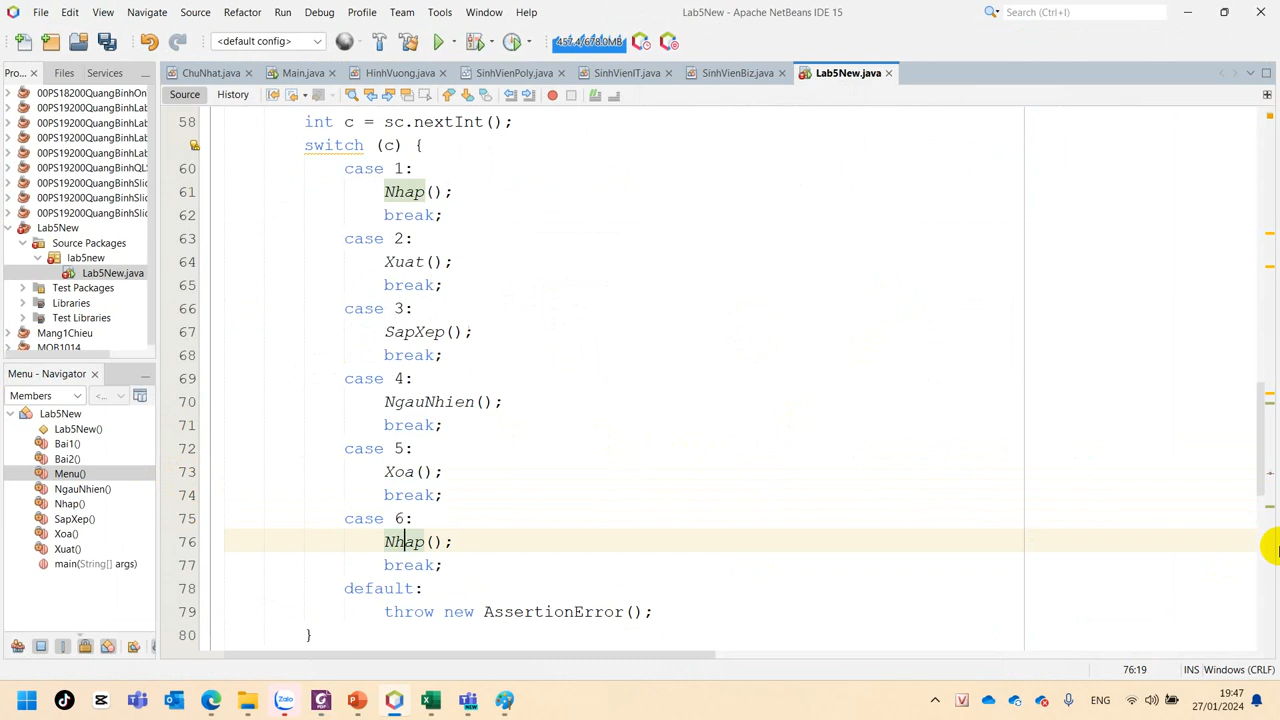 File Edit View Navigate Source Refactor Run Debug Profile Team Tools Window Help
Lab5New - Apache NetBeans IDE 15
Search (Ctrl+I)
<default config>
457.4/678.0MB
Pro... Files Services
ChuNhat.java Main.java HinhVuong.java SinhVienPoly.java SinhVienIT.java SinhVienBiz.java Lab5New.java
Source History
00PS18200QuangBinhOn
00PS19200QuangBinhLab
00PS19200QuangBinhLab
00PS19200QuangBinhLab
00PS19200QuangBinhLab
00PS19200QuangBinhQL
00PS19200QuangBinhSlic
00PS19200QuangBinhSlic
00PS19200QuangBinhSlic
Lab5New
Source Packages
lab5new
Lab5New.java
Test Packages
Libraries
Test Libraries
Mang1Chieu
MOB1014
Menu - Navigator
Members
<...
Lab5New
Lab5New()
Bai1()
Bai2()
Menu()
NgauNhien()
Nhap()
SapXep()
Xoa()
Xuat()
main(String[] args)
58 int c = sc.nextInt();
switch (c) {
60 case 1:
61 Nhap();
62 break;
63 case 2:
64 Xuat();
65 break;
66 case 3:
67 SapXep();
68 break;
69 case 4:
70 NgauNhien();
71 break;
72 case 5:
73 Xoa();
74 break;
75 case 6:
76 Nhap();
77 break;
78 default:
79 throw new AssertionError();
80 }
76:19 INS Windows (CRLF)
Zalo
ENG
19:47
27/01/2024